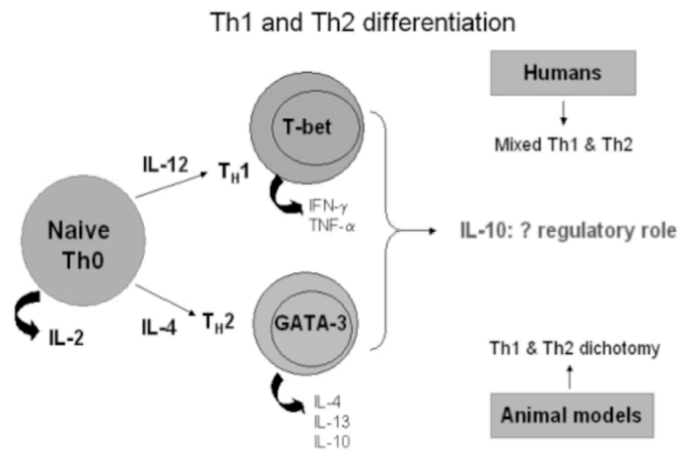 Th1 and Th2 differentiation
Humans
Mixed Th1 & Th2
T-bet
IL-12
TH1
IFN-γ
TNF-α
Naive
Th0
IL-2
IL-4
TH2
GATA-3
IL-4
IL-13
IL-10
IL-10: ? regulatory role
Th1 & Th2 dichotomy
Animal models